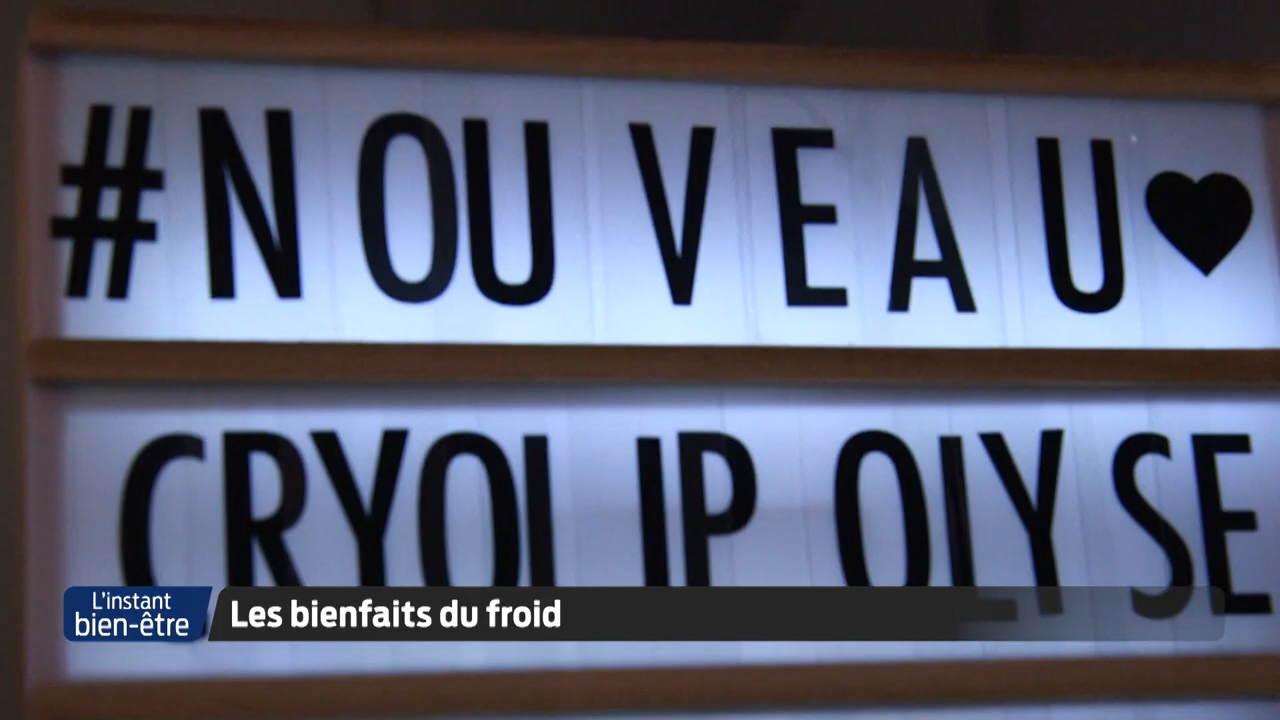 #NOUVEAU♥
CRYOLIPOLYSE
L'instant
bien-être
Les bienfaits du froid